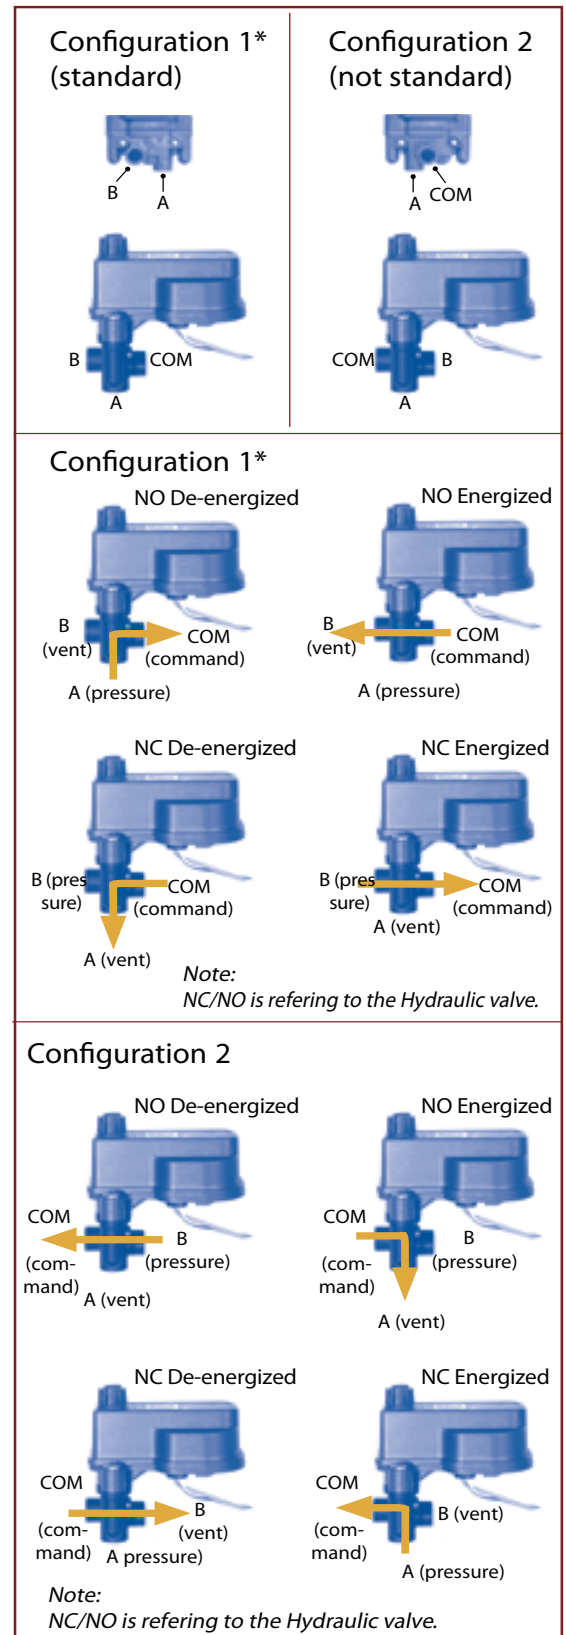 Configuration 1*
(standard)
Configuration 2
(not standard)
B
A
A
COM
B
COM
A
COM
B
A
Configuration 1*
NO De-energized
B
(vent)
COM
(command)
A (pressure)
NO Energized
B
(vent)
COM
(command)
A (pressure)
NC De-energized
B (pres
sure)
COM
(command)
A (vent)
NC Energized
B (pres
sure)
COM
(command)
A (vent)
Note:
NC/NO is refering to the Hydraulic valve.
Configuration 2
NO De-energized
COM
(com-
mand)
B
(pressure)
A (vent)
NO Energized
COM
(com-
mand)
B
(pressure)
A (vent)
NC De-energized
COM
(com-
mand)
B
(vent)
A pressure)
NC Energized
COM
(com-
mand)
B (vent)
A (pressure)
Note:
NC/NO is refering to the Hydraulic valve.